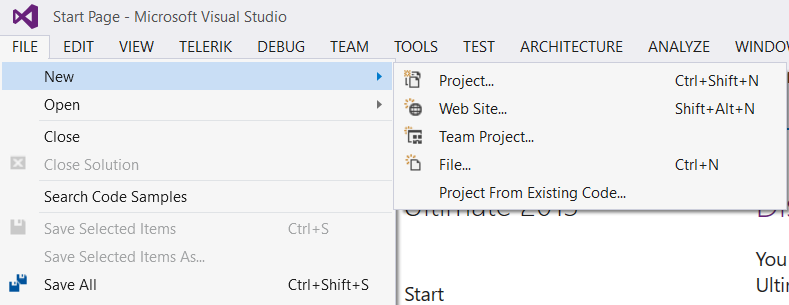 Start Page - Microsoft Visual Studio
FILE EDIT VIEW TELERIK DEBUG TEAM TOOLS TEST ARCHITECTURE ANALYZE WINDOW
New
Project... Ctrl+Shift+N
Open
Web Site... Shift+Alt+N
Close
Team Project...
Close Solution
File... Ctrl+N
Search Code Samples
Project From Existing Code...
Ultimate 2013
Save Selected Items Ctrl+S
Save Selected Items As...
You
Ulti
Save All Ctrl+Shift+S
Start